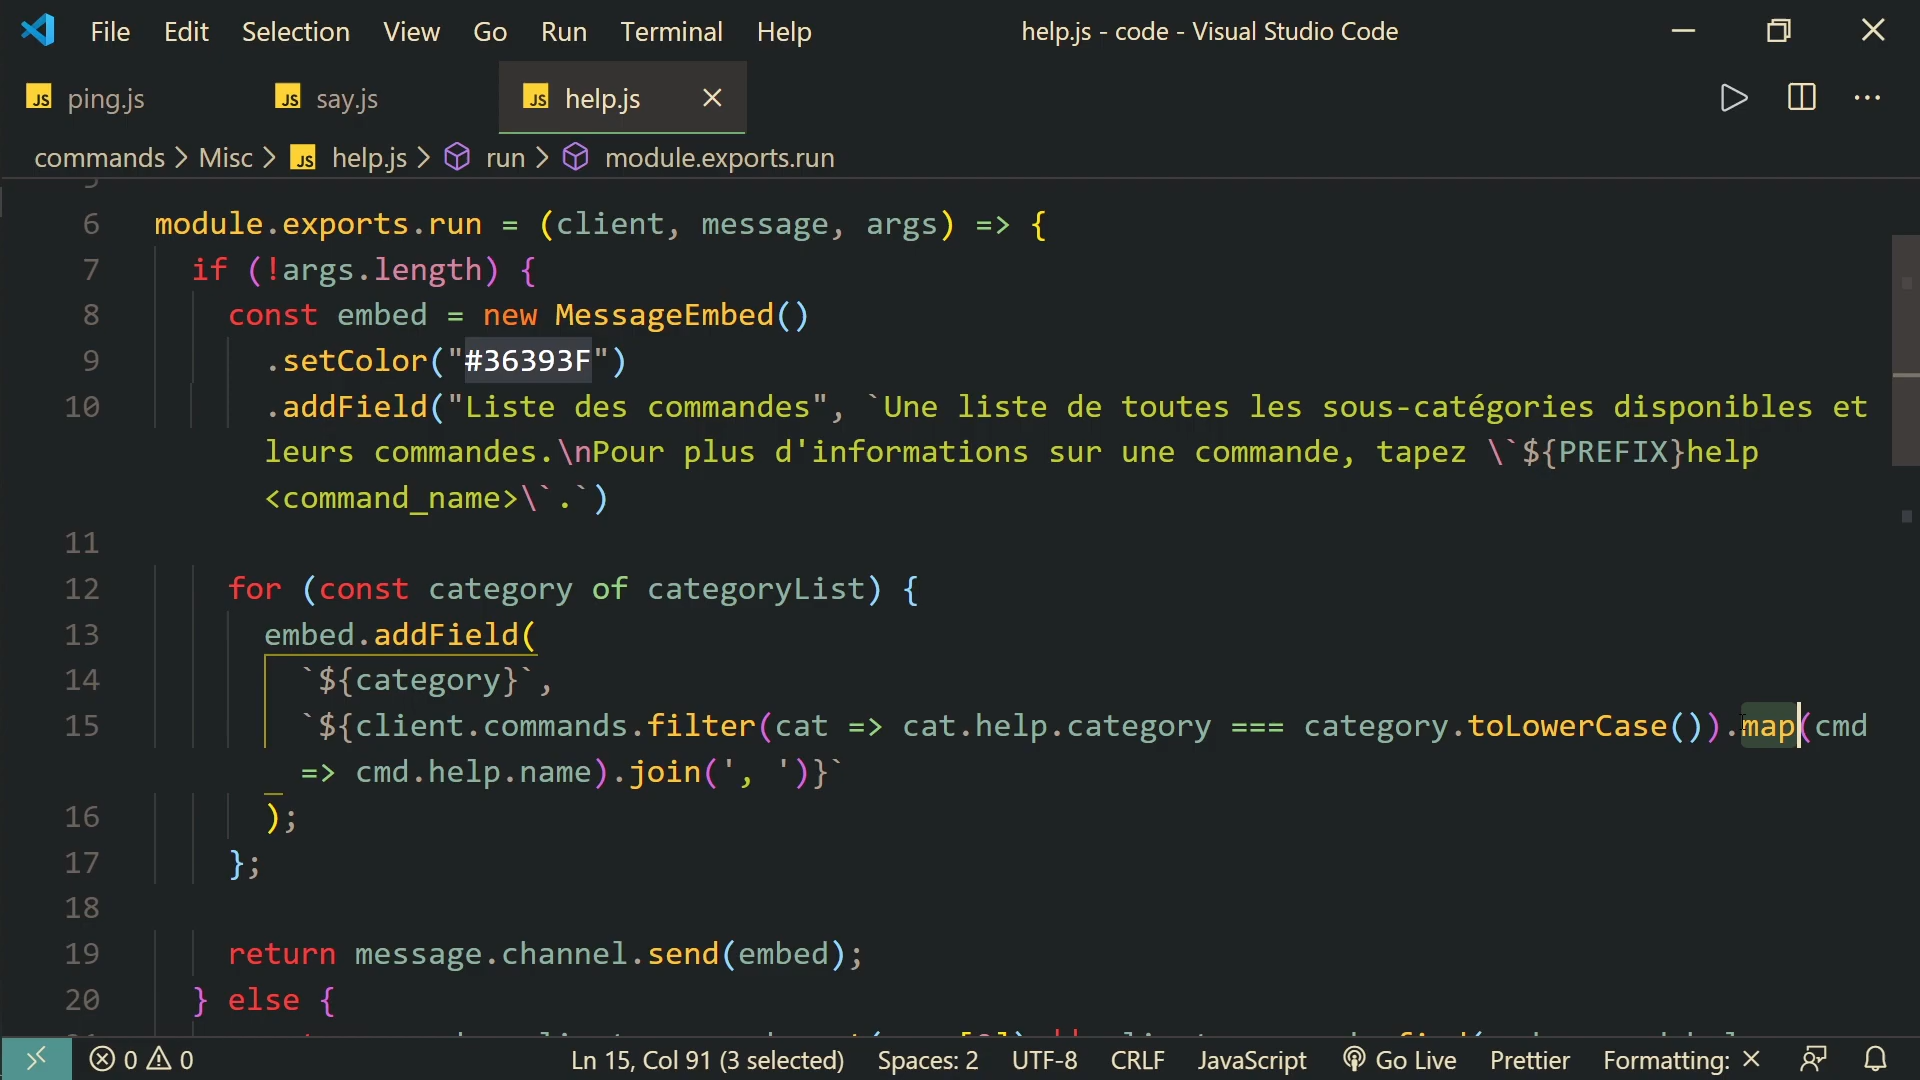 File Edit Selection View Go Run Terminal Help help.js - code - Visual Studio Code
JS ping.js JS say.js JS help.js
commands > Misc > JS help.js > run > module.exports.run
6 module.exports.run = (client, message, args) => {
7 if (!args.length) {
8 const embed = new MessageEmbed()
9 .setColor("#36393F")
10 .addField("Liste des commandes", `Une liste de toutes les sous-catégories disponibles et
leurs commandes.\nPour plus d'informations sur une commande, tapez \`${PREFIX}help
<command_name>\`.`)
11
12 for (const category of categoryList) {
13 embed.addField(
14 `${category}`,
15 `${client.commands.filter(cat => cat.help.category === category.toLowerCase()).map(cmd
=> cmd.help.name).join(', ')}`
16 );
17 };
18
19 return message.channel.send(embed);
20 } else {
0 0 Ln 15, Col 91 (3 selected) Spaces: 2 UTF-8 CRLF JavaScript Go Live Prettier Formatting: ×